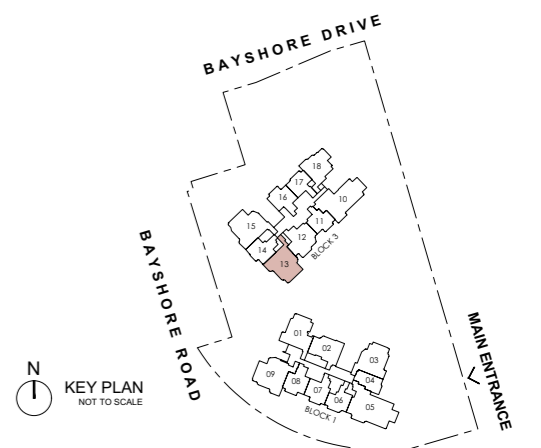 BAYSHORE DRIVE
18
17
16
10
15
11
12
14
BLOCK 3
13
BAYSHORE ROAD
01
02
MAIN ENTRANCE
03
09
08
04
07
06
05
BLOCK 1
N
KEY PLAN
NOT TO SCALE